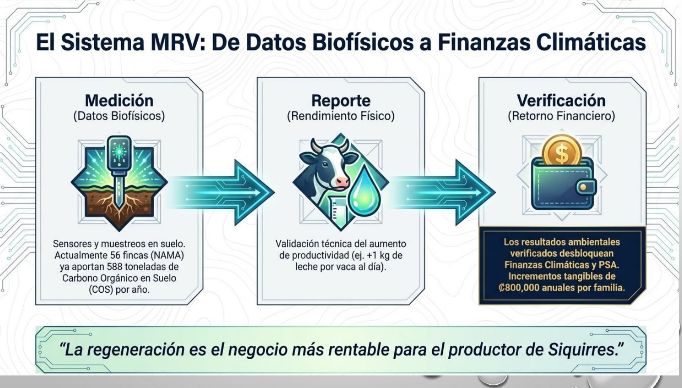 El Sistema MRV: De Datos Biofísicos a Finanzas Climáticas
Medición
(Datos Biofísicos)
Sensores y muestreos en suelo.
Actualmente 56 fincas (NAMA)
ya aportan 588 toneladas de
Carbono Orgánico en Suelo
(COS) por año.
Reporte
(Rendimiento Físico)
Validación técnica del aumento
de productividad (ej. +1 kg de
leche por vaca al día).
Verificación
(Retorno Financiero)
$
Los resultados ambientales
verificados desbloquean
Finanzas Climáticas y PSA.
Incrementos tangibles de
₡800,000 anuales por familia.
“La regeneración es el negocio más rentable para el productor de Siquirres.”